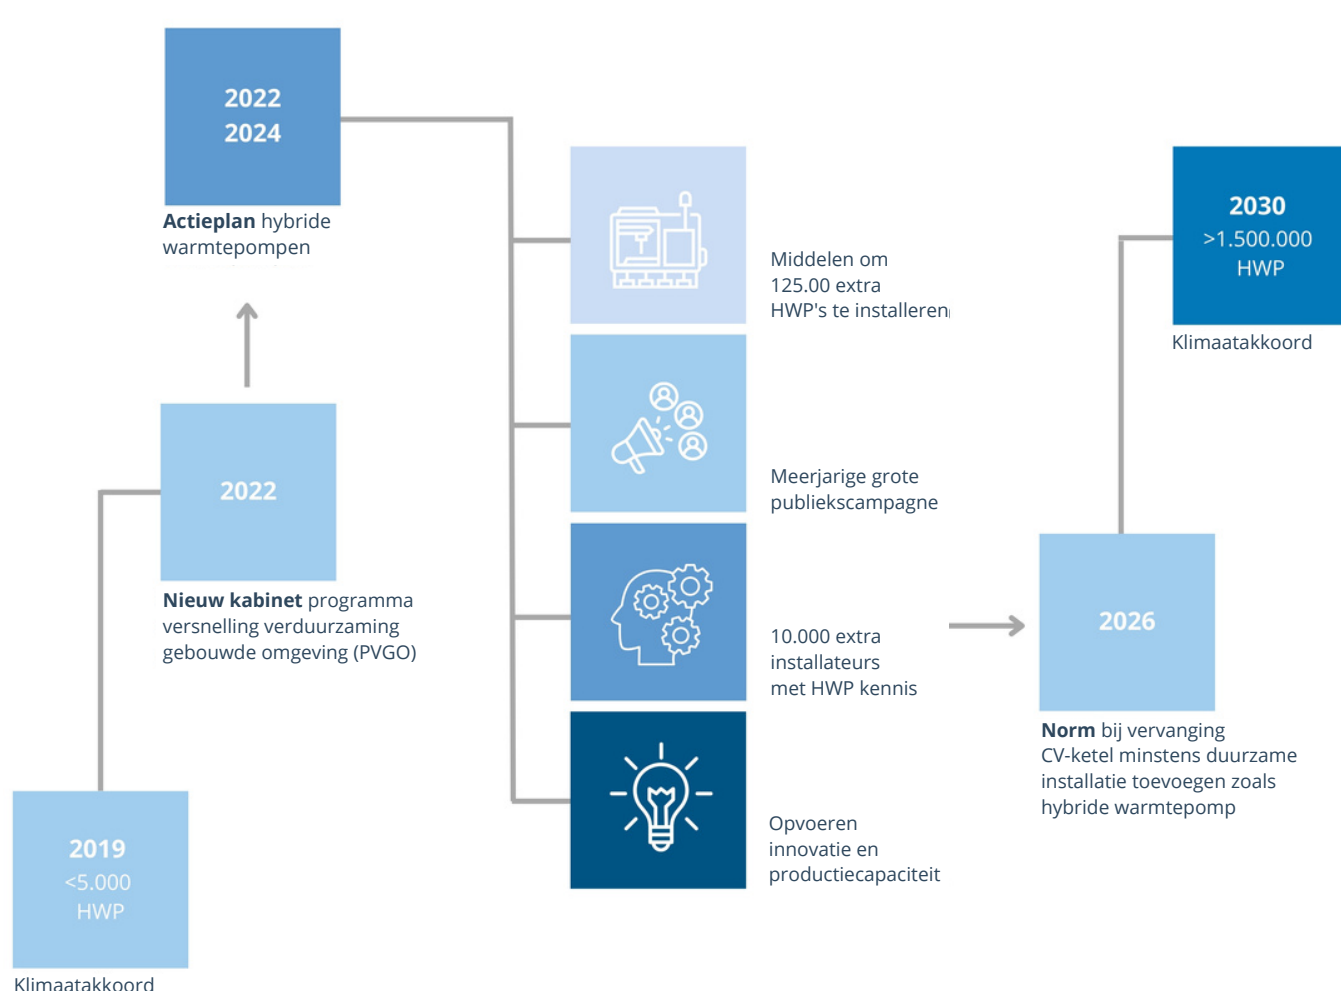 2022
2024
Actieplan hybride
warmtepompen
2022
Nieuw kabinet programma
versnelling verduurzaming
gebouwde omgeving (PVGO)
2019
<5.000
HWP
Klimaatakkoord
Middelen om
125.00 extra
HWP's te installeren
Meerjarige grote
publiekscampagne
10.000 extra
installateurs
met HWP kennis
Opvoeren
innovatie en
productiecapaciteit
2026
Norm bij vervanging
CV-ketel minstens duurzame
installatie toevoegen zoals
hybride warmtepomp
2030
>1.500.000
HWP
Klimaatakkoord